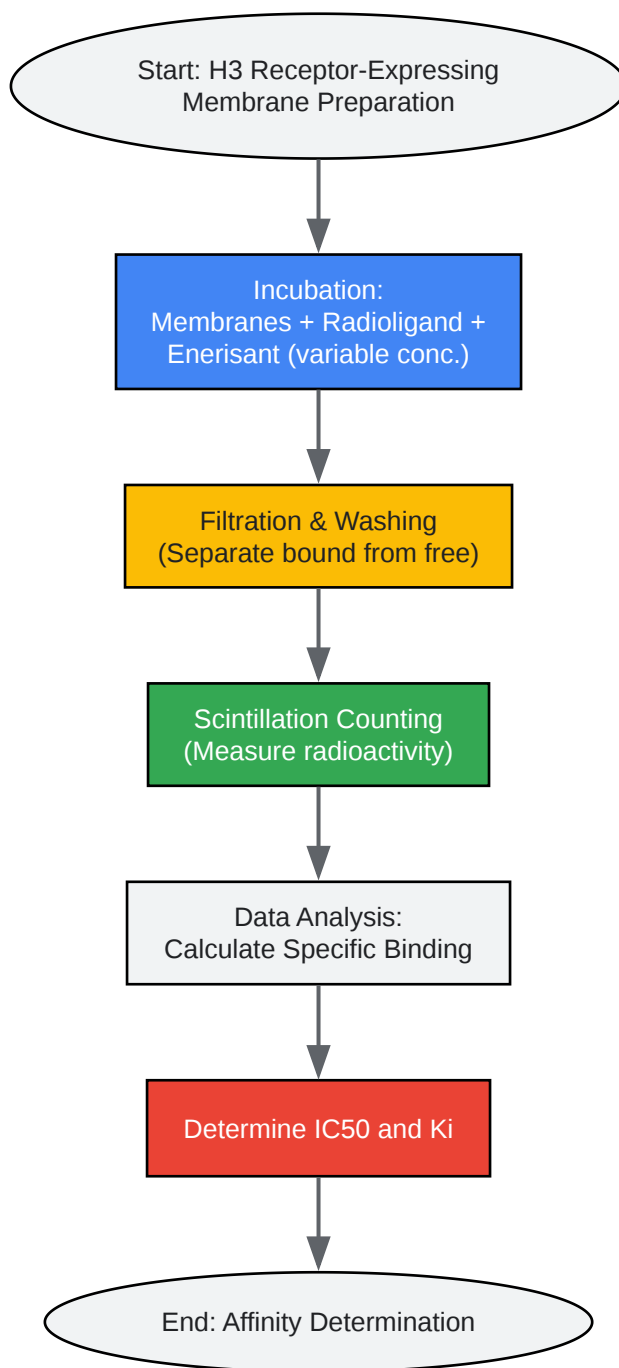 Start: H3 Receptor-Expressing
Membrane Preparation
Incubation:
Membranes + Radioligand +
Enerisant (variable conc.)
Filtration & Washing
(Separate bound from free)
Scintillation Counting
(Measure radioactivity)
Data Analysis:
Calculate Specific Binding
Determine IC50 and Ki
End: Affinity Determination